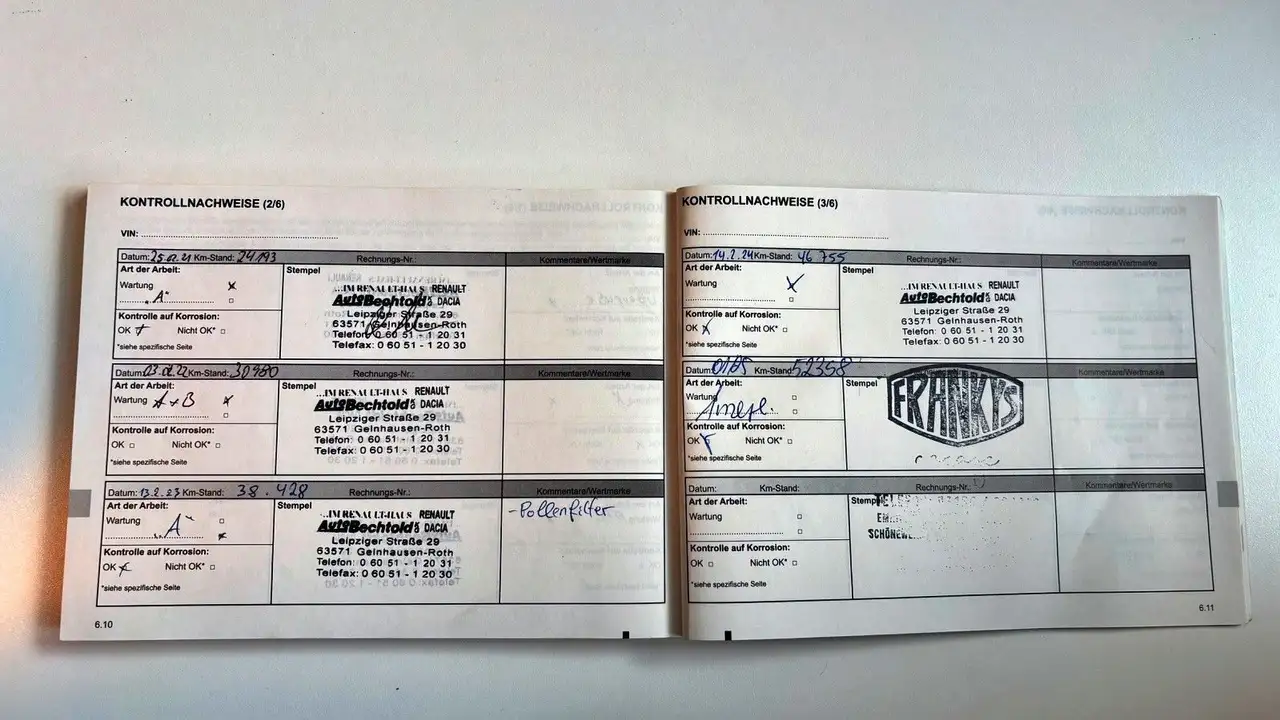 KONTROLLNACHWEISE (2/6)
VIN:
Datum: 25.02.21 Km-Stand: 24193 Rechnungs-Nr.: Kommentare/Wertmarke
Art der Arbeit: Stempel
Wartung
"A"
Kontrolle auf Korrosion:
OK Nicht OK*
*siehe spezifische Seite
...IM RENAULT-HAUS RENAULT
AutoBechtold DACIA
Leipziger Straße 29
63571 Gelnhausen-Roth
Telefon: 0 60 51 - 1 20 31
Telefax: 0 60 51 - 1 20 30
Datum: 03.02.22 Km-Stand: 30980 Rechnungs-Nr.: Kommentare/Wertmarke
Art der Arbeit: Stempel
Wartung A+B
Kontrolle auf Korrosion:
OK Nicht OK*
*siehe spezifische Seite
...IM RENAULT-HAUS RENAULT
AutoBechtold DACIA
Leipziger Straße 29
63571 Gelnhausen-Roth
Telefon: 0 60 51 - 1 20 31
Telefax: 0 60 51 - 1 20 30
Datum: 13.2.23 Km-Stand: 38.428 Rechnungs-Nr.: Kommentare/Wertmarke
Art der Arbeit: Stempel
Wartung
"A"
Kontrolle auf Korrosion:
OK Nicht OK*
*siehe spezifische Seite
...IM RENAULT-HAUS RENAULT
AutoBechtold DACIA
Leipziger Straße 29
63571 Gelnhausen-Roth
Telefon: 0 60 51 - 1 20 31
Telefax: 0 60 51 - 1 20 30
-Pollenfilter
6.10
KONTROLLNACHWEISE (3/6)
VIN:
Datum: 14.2.24 Km-Stand: 46755 Rechnungs-Nr.: Kommentare/Wertmarke
Art der Arbeit: Stempel
Wartung
Kontrolle auf Korrosion:
OK Nicht OK*
*siehe spezifische Seite
...IM RENAULT-HAUS RENAULT
AutoBechtold DACIA
Leipziger Straße 29
63571 Gelnhausen-Roth
Telefon: 0 60 51 - 1 20 31
Telefax: 0 60 51 - 1 20 30
Datum: Km-Stand: 52358 Rechnungs-Nr.: Kommentare/Wertmarke
Art der Arbeit: Stempel
Wartung
Kontrolle auf Korrosion:
OK Nicht OK*
*siehe spezifische Seite
FRANKYS
Datum: Km-Stand: Rechnungs-Nr.: Kommentare/Wertmarke
Art der Arbeit: Stempel
Wartung
Kontrolle auf Korrosion:
OK Nicht OK*
*siehe spezifische Seite
6.11